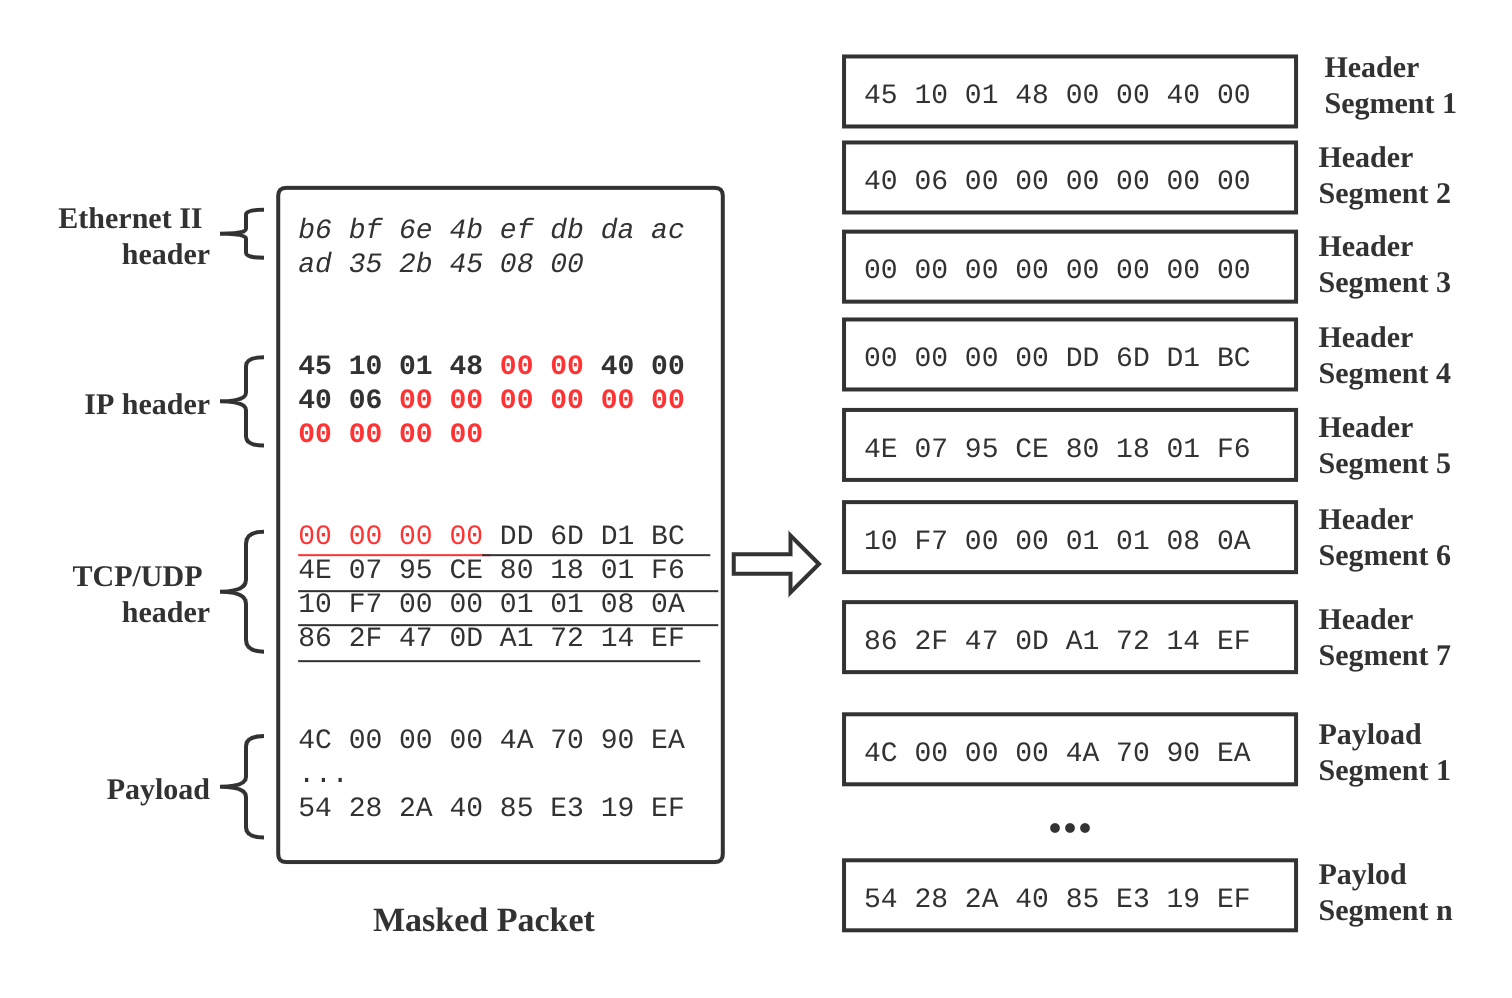 Ethernet II
header
b6 bf 6e 4b ef db da ac
ad 35 2b 45 08 00
IP header
45 10 01 48 00 00 40 00
40 06 00 00 00 00 00 00
00 00 00 00
TCP/UDP
header
00 00 00 00 DD 6D D1 BC
4E 07 95 CE 80 18 01 F6
10 F7 00 00 01 01 08 0A
86 2F 47 0D A1 72 14 EF
Payload
4C 00 00 00 4A 70 90 EA
...
54 28 2A 40 85 E3 19 EF
Masked Packet
45 10 01 48 00 00 40 00
Header
Segment 1
40 06 00 00 00 00 00 00
Header
Segment 2
00 00 00 00 00 00 00 00
Header
Segment 3
00 00 00 00 DD 6D D1 BC
Header
Segment 4
4E 07 95 CE 80 18 01 F6
Header
Segment 5
10 F7 00 00 01 01 08 0A
Header
Segment 6
86 2F 47 0D A1 72 14 EF
Header
Segment 7
4C 00 00 00 4A 70 90 EA
Payload
Segment 1
•••
54 28 2A 40 85 E3 19 EF
Paylod
Segment n